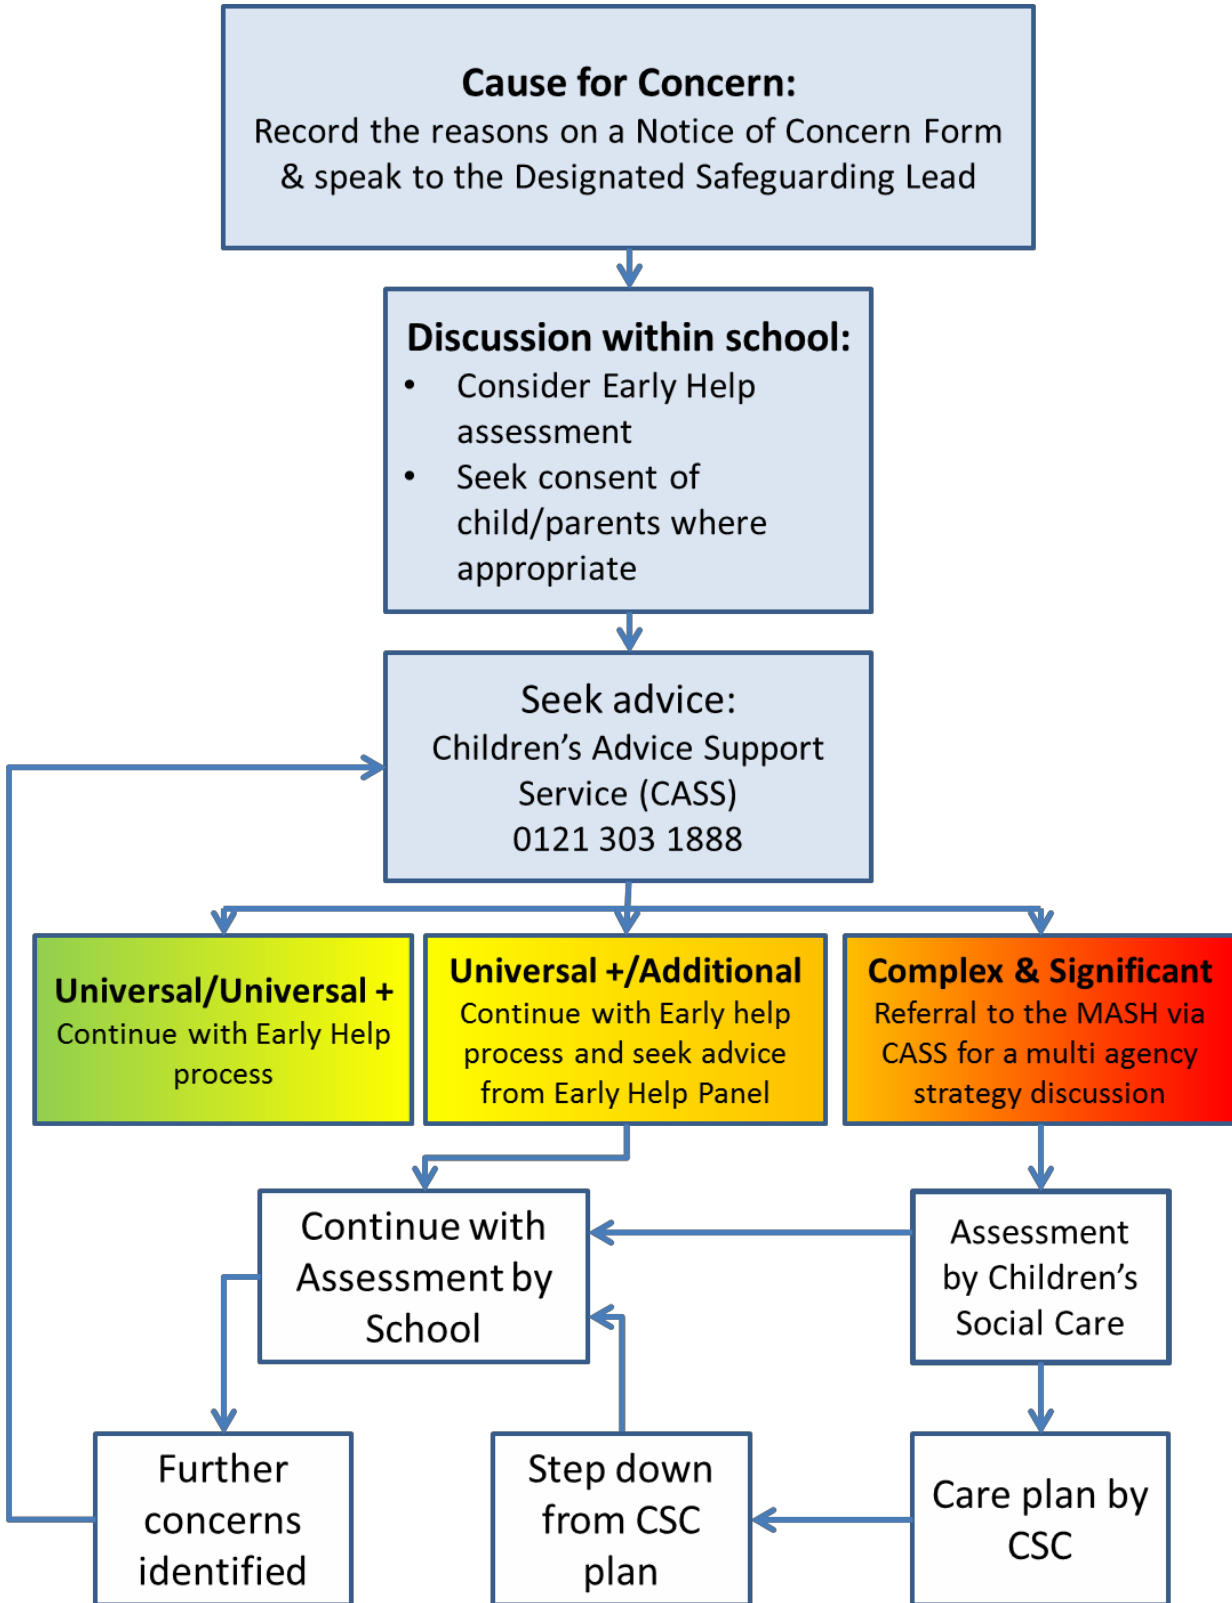 Cause for Concern:
Record the reasons on a Notice of Concern Form
& speak to the Designated Safeguarding Lead
Discussion within school:
• Consider Early Help
assessment
• Seek consent of
child/parents where
appropriate
Seek advice:
Children’s Advice Support
Service (CASS)
0121 303 1888
Universal/Universal +
Continue with Early Help
process
Universal +/Additional
Continue with Early help
process and seek advice
from Early Help Panel
Complex & Significant
Referral to the MASH via
CASS for a multi agency
strategy discussion
Continue with
Assessment by
School
Assessment
by Children’s
Social Care
Further
concerns
identified
Step down
from CSC
plan
Care plan by
CSC